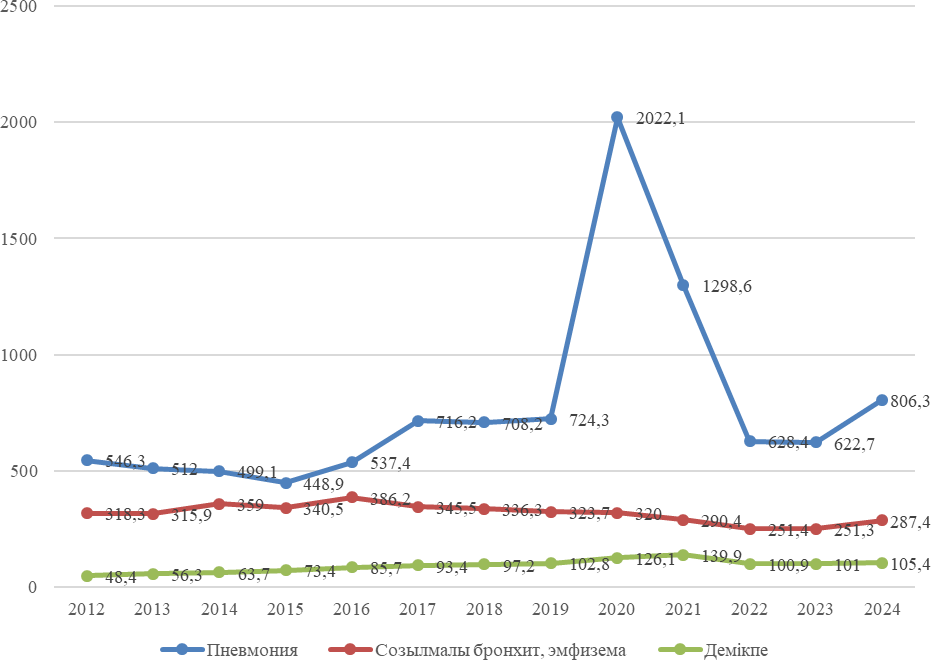 2500
2000
2022,1
1500
1298,6
1000
806,3
716,2 708,2 724,3
628,4 622,7
546,3 512 499,1 448,9 537,4
500
318,3 315,9 359 340,5 386,2 345,5 336,3 323,7 320 290,4 251,4 251,3 287,4
48,4 56,3 63,7 73,4 85,7 93,4 97,2 102,8 126,1 139,9 100,9 101 105,4
0
2012 2013 2014 2015 2016 2017 2018 2019 2020 2021 2022 2023 2024
Пневмония Созылмалы бронхит, эмфизема Демікпе